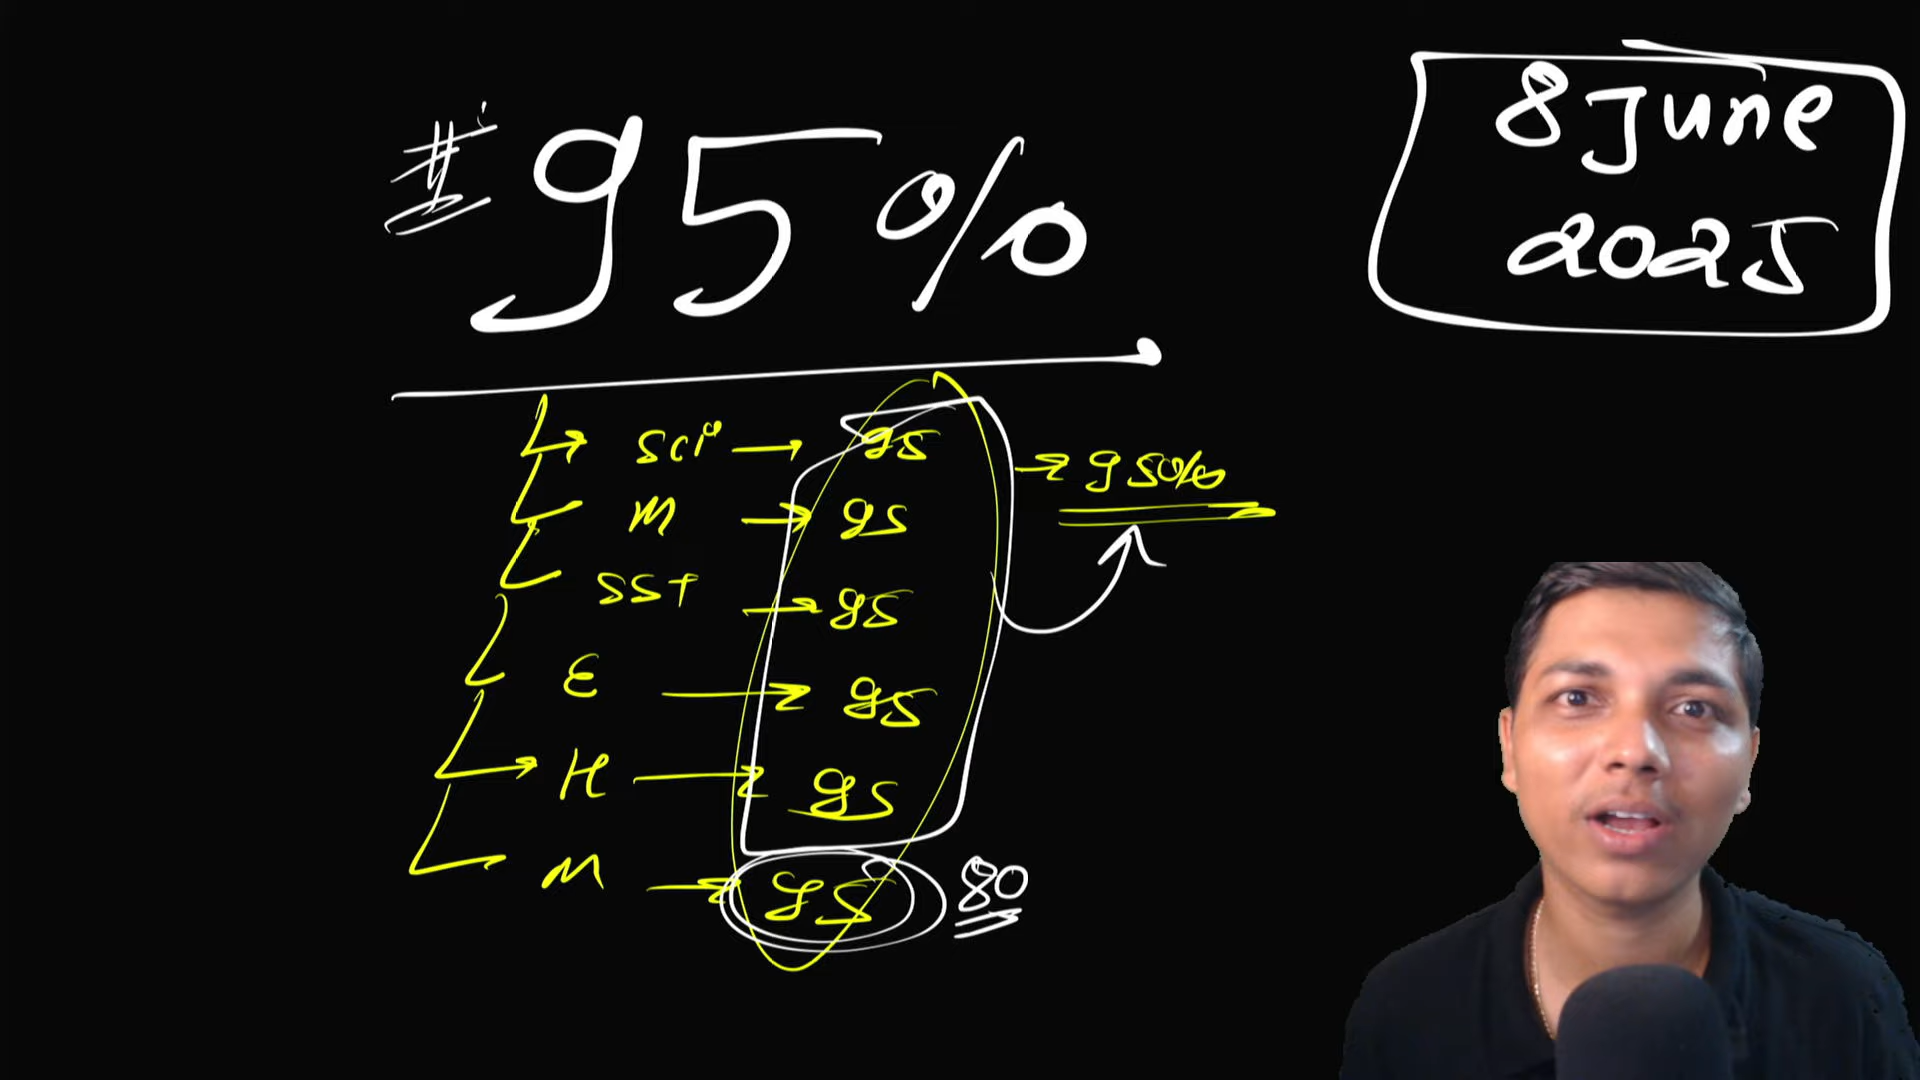 # 95%
8 June
2025
Sci → 95
M → 95
→ 95%
SST → 95
E → 95
H → 95
M → 95 80